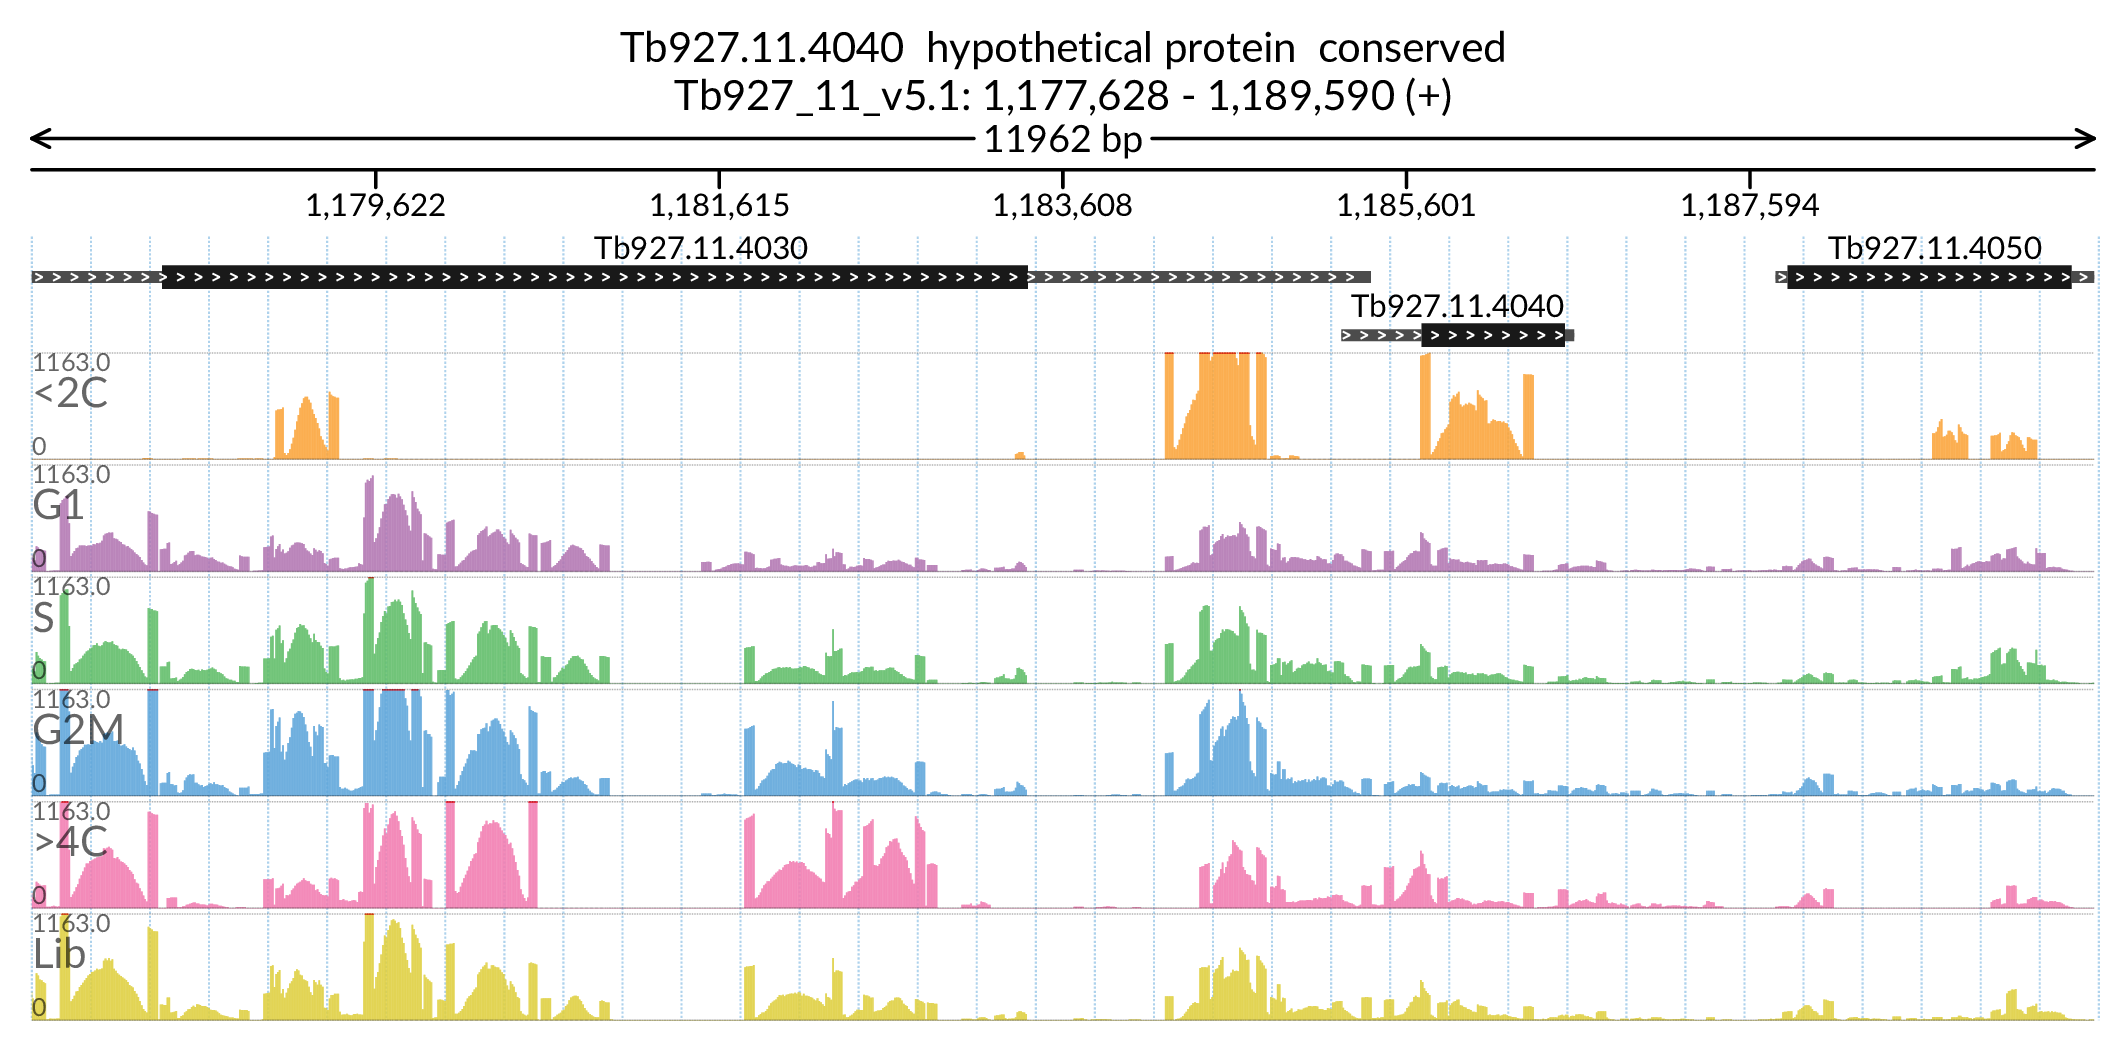 Tb927.11.4040  hypothetical protein  conserved
Tb927_11_v5.1: 1,177,628 - 1,189,590 (+)
11962 bp
1,179,622 1,181,615 1,183,608 1,185,601 1,187,594
Tb927.11.4030 Tb927.11.4050
Tb927.11.4040
1163.0
<2C
0
1163.0
G1
0
1163.0
S
0
1163.0
G2M
0
1163.0
>4C
0
1163.0
Lib
0